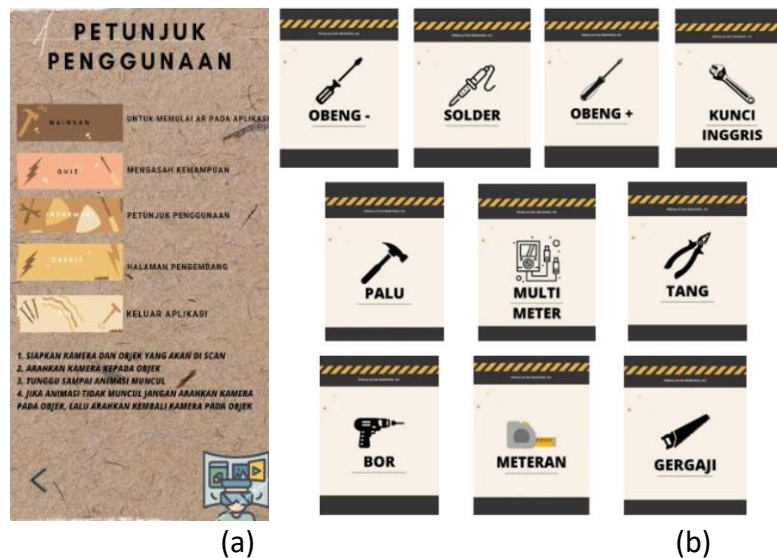 PETUNJUK
PENGGUNAAN
MAINKAN
UNTUK MEMULAI AR PADA APLIKASI
QUIZ
MENGASAH KEMAMPUAN
PETUNJUK PENGGUNAAN
CREDIT
HALAMAN PENGEMBANG
KELUAR APLIKASI
1. SIAPKAN KAMERA DAN OBJEK YANG AKAN DI SCAN
2, ARAHKAN KAMERA KEPADA OBJEK
3. TUNGGU SAMPAI ANIMASI MUNCUL
4. JIKA ANIMASI TIDAK MUNCUL JANGAN ARAHKAN KAMERA
PADA OBJEK, LALU ARAHKAN KEMBALI KAMERA PADA OBJEK
(a)
OBENG -
SOLDER
OBENG +
KUNCI
INGGRIS
PALU
MULTI
METER
TANG
BOR
METERAN
GERGAJI
(b)